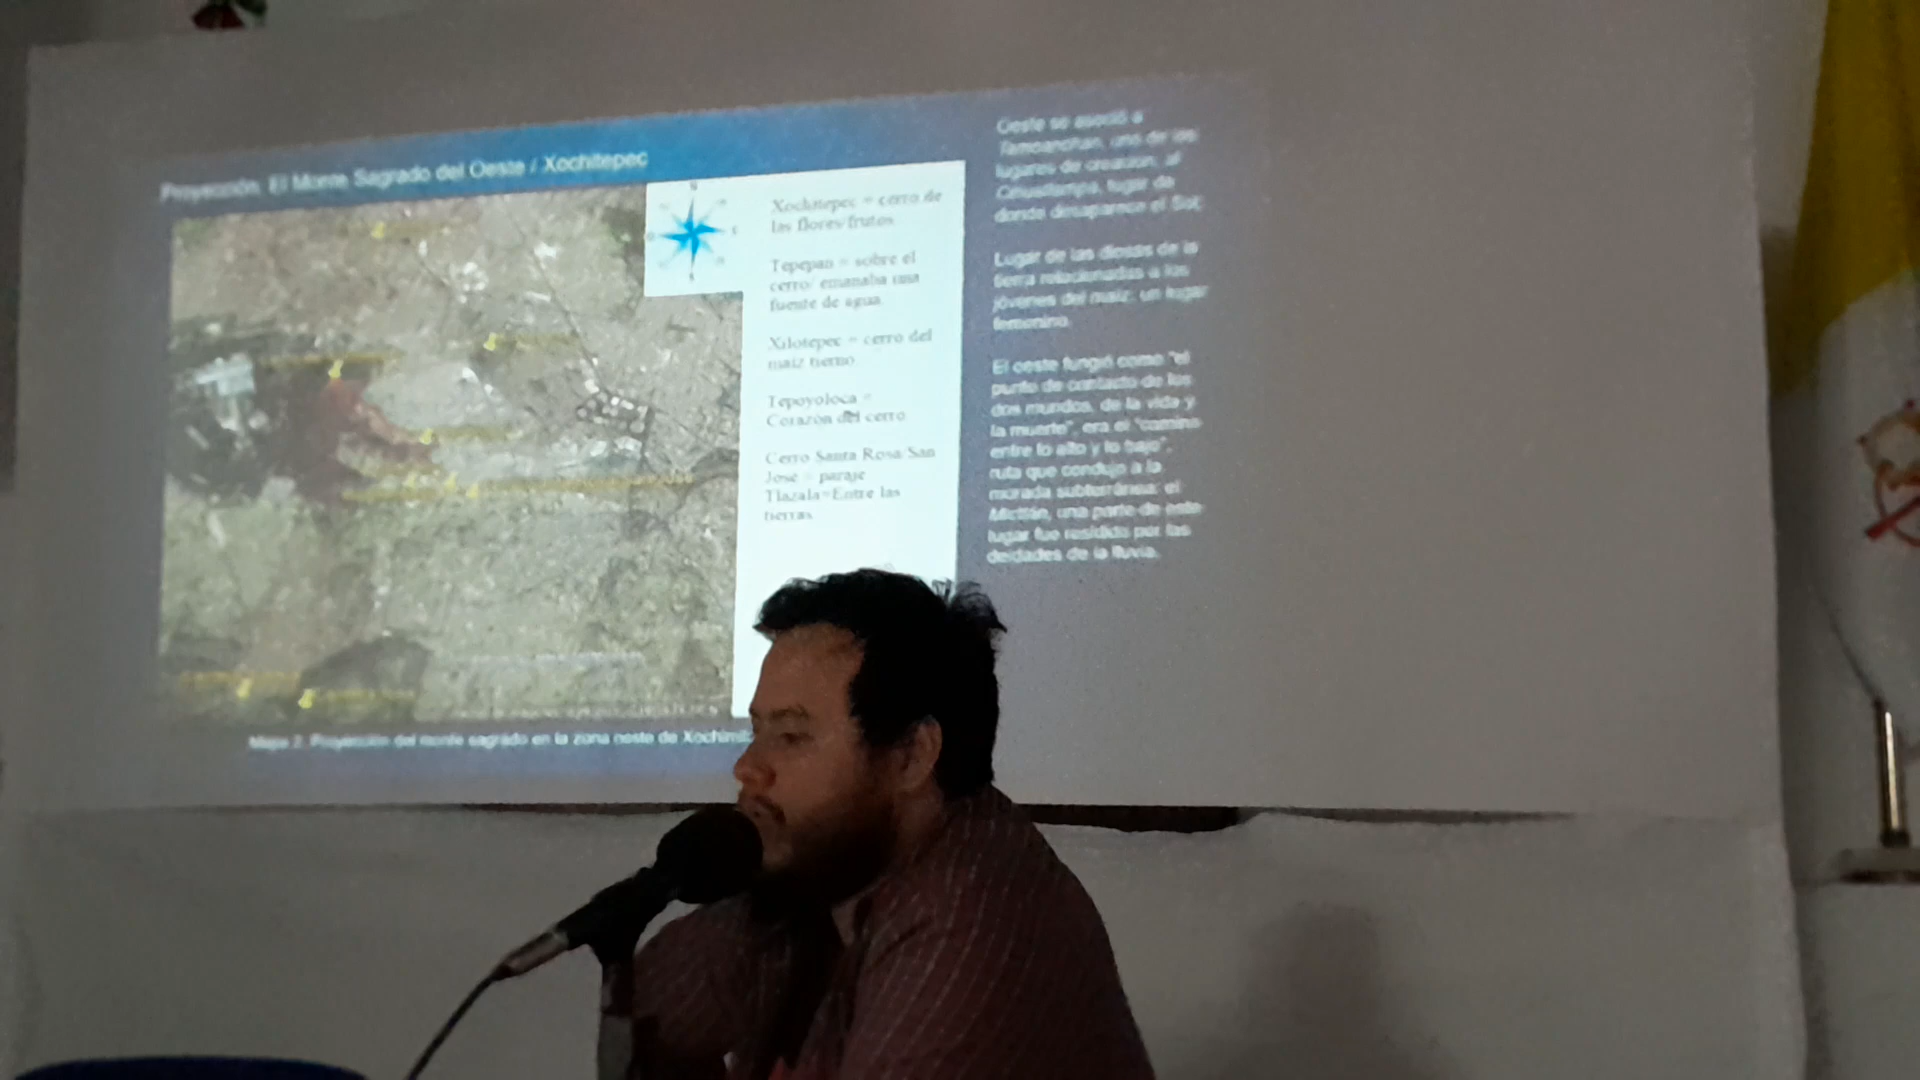 Proyección. El Monte Sagrado del Oeste / Xochitepec
Xochitepec = cerro de
las flores/frutos
Tepepan = sobre el
cerro/ emanaba una
fuente de agua.
Xilotepec = cerro del
maíz tierno.
Tepoyoloca =
Corazón del cerro
Cerro Santa Rosa/San
José = paraje
Tlazala=Entre las
tierras
Oeste se asoció a
Tamoanchan, uno de los
lugares de creación, al
Cihuatlampa, lugar de
donde desaparece el Sol;
Lugar de las diosas de la
tierra relacionadas a los
jóvenes del maíz: un lugar
femenino.
El oeste fungió como "el
punto de contacto de los
dos mundos, de la vida y
la muerte", era el "camino
entre lo alto y lo bajo",
ruta que condujo a la
morada subterránea: el
Mictlán, una parte de este
lugar fue residido por las
deidades de la lluvia.
Mapa 2. Proyección del monte sagrado en la zona oeste de